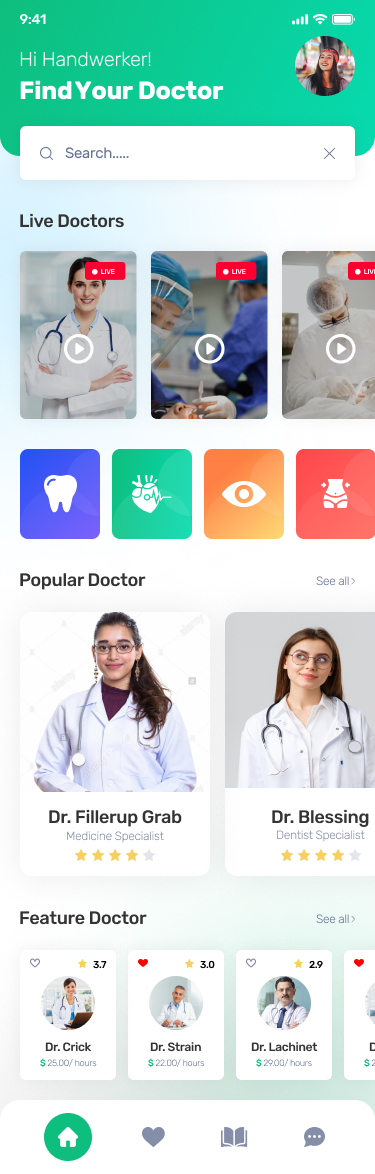 9:41
Hi Handwerker!
Find Your Doctor
Search.....
Live Doctors
LIVE
LIVE
LIVE
Popular Doctor
See all
Dr. Fillerup Grab
Medicine Specialist
Dr. Blessing
Dentist Specialist
Feature Doctor
See all
3.7
Dr. Crick
$ 25.00/ hours
3.0
Dr. Strain
$ 22.00/ hours
2.9
Dr. Lachinet
$ 29.00/ hours
D
$ 2